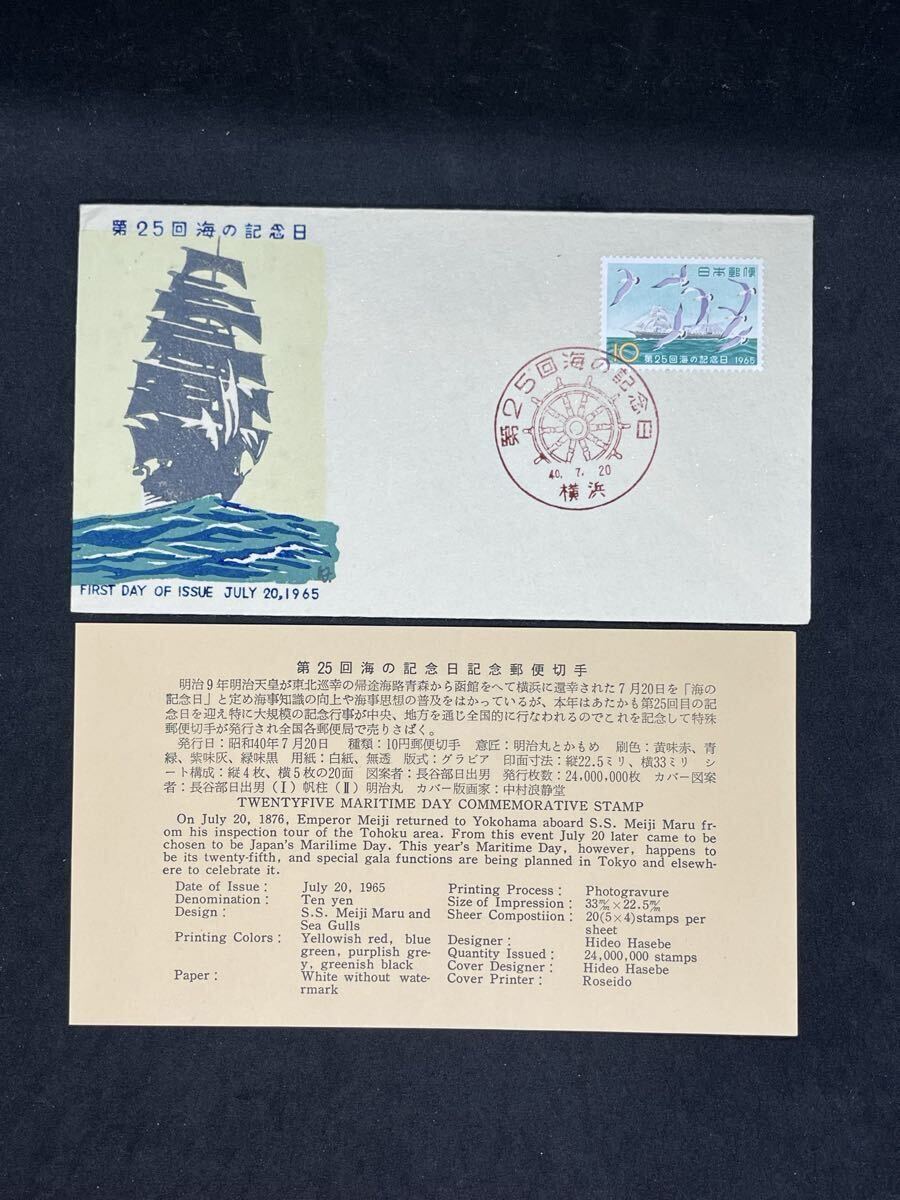 第25回海の記念日
日本郵便
10 第25回海の記念日 1965
第25回海の記念日
40. 7. 20
横浜
FIRST DAY OF ISSUE JULY 20,1965
第25回海の記念日記念郵便切手
明治9年明治天皇が東北巡幸の帰途海路青森から函館をへて横浜に還幸された7月20日を「海の
記念日」と定め海事知識の向上や海事思想の普及をはかっているが、本年はあたかも第25回目の記
念日を迎え特に大規模の記念行事が中央、地方を通じ全国的に行なわれるのでこれを記念して特殊
郵便切手が発行され全国各郵便局で売りさばく。
発行日：昭和40年7月20日 種類：10円郵便切手 意匠：明治丸とかもめ 刷色：黄味赤、青
緑、紫味灰、緑味黒 用紙：白紙、無透 版式：グラビア 印面寸法：縦22.5ミリ、横33ミリ シ
ート構成：縦4枚、横5枚の20面 図案者：長谷部日出男 発行枚数：24,000,000枚 カバー図案
者：長谷部日出男（Ⅰ）帆柱（Ⅱ）明治丸 カバー版画家：中村浪静堂
TWENTYFIVE MARITIME DAY COMMEMORATIVE STAMP
On July 20, 1876, Emperor Meiji returned to Yokohama aboard S.S. Meiji Maru fr-
om his inspection tour of the Tohoku area. From this event July 20 later came to be
chosen to be Japan's Marilime Day. This year's Maritime Day, however, happens to
be its twenty-fifth, and special gala functions are being planned in Tokyo and elsewh-
ere to celebrate it.
Date of Issue : July 20, 1965 Printing Process : Photogravure
Denomination : Ten yen Size of Impression : 33㎜×22.5㎜
Design : S.S. Meiji Maru and Sheer Compostiion : 20(5×4)stamps per
Sea Gulls sheet
Printing Colors : Yellowish red, blue Designer : Hideo Hasebe
green, purplish gre- Quantity Issued : 24,000,000 stamps
y, greenish black Cover Designer : Hideo Hasebe
Paper : White without wate- Cover Printer : Roseido
rmark